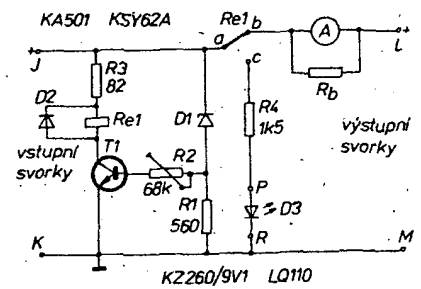 KA501 KSY62A
Re1
a b
A
+
J
+
L
R3
82
c
Rb
D2
Re1
D1
R4
1k5
výstupní
svorky
vstupní
svorky
T1
R2
68k
P
D3
R1
560
R
K
M
KZ260/9V1 LQ110